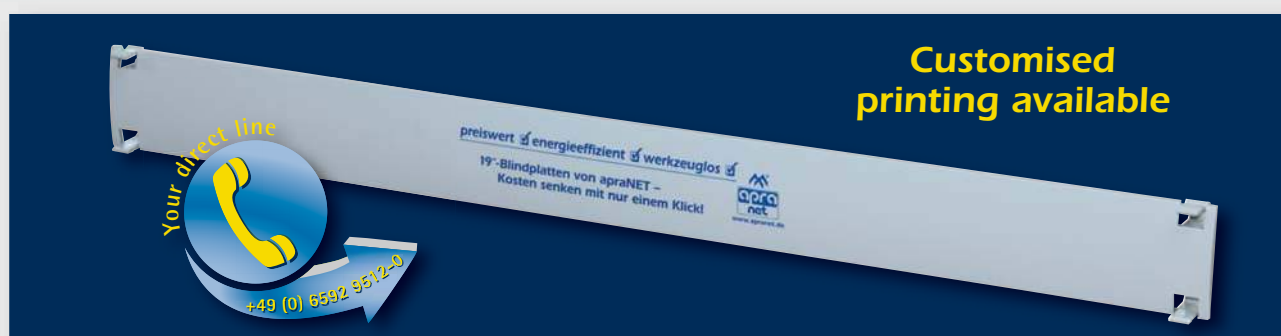 Customised
printing available
preiswert ☑ energieeffizient ☑ werkzeuglos ☑
19"-Blindplatten von apraNET –
Kosten senken mit nur einem Klick!
apra
net
www.apranet.de
Your direct line
+49 (0) 6592 9512-0